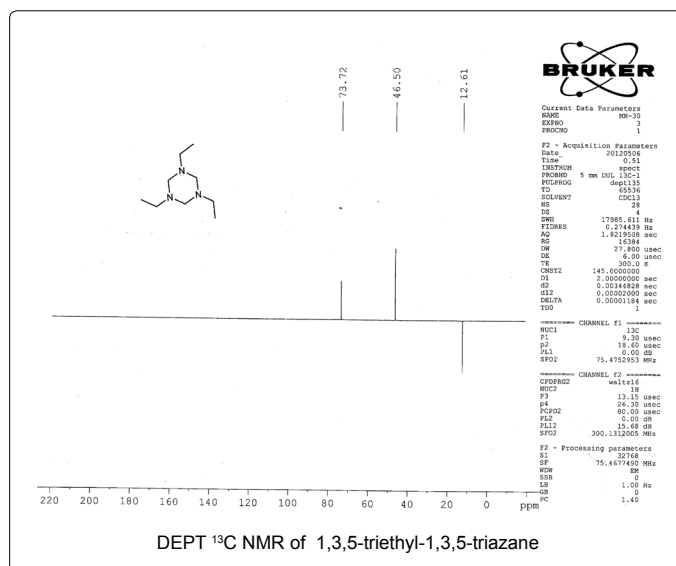 73.72
46.50
12.61
BRUKER
Current Data Parameters
NAME MN-30
EXPNO 3
PROCNO 1
F2 - Acquisition Parameters
Date_ 20120506
Time 0.51
INSTRUM spect
PROBHD 5 mm DUL 13C-1
PULPROG dept135
TD 65536
SOLVENT CDCl3
NS 28
DS 4
SWH 17985.611 Hz
FIDRES 0.274439 Hz
AQ 1.8219508 sec
RG 16384
DW 27.800 usec
DE 6.00 usec
TE 300.0 K
CNST2 145.0000000
D1 2.00000000 sec
d2 0.00344828 sec
d12 0.00002000 sec
DELTA 0.00001184 sec
TD0 1
======== CHANNEL f1 ========
NUC1 13C
P1 9.30 usec
p2 18.60 usec
PL1 0.00 dB
SFO1 75.4752953 MHz
======== CHANNEL f2 ========
CPDPRG2 waltz16
NUC2 1H
P3 13.15 usec
p4 26.30 usec
PCPD2 80.00 usec
PL2 0.00 dB
PL12 15.68 dB
SFO2 300.1312005 MHz
F2 - Processing parameters
SI 32768
SF 75.4677490 MHz
WDW EM
SSB 0
LB 1.00 Hz
GB 0
PC 1.40
N
N
N
220 200 180 160 140 120 100 80 60 40 20 0 ppm
DEPT ¹³C NMR of 1,3,5-triethyl-1,3,5-triazane